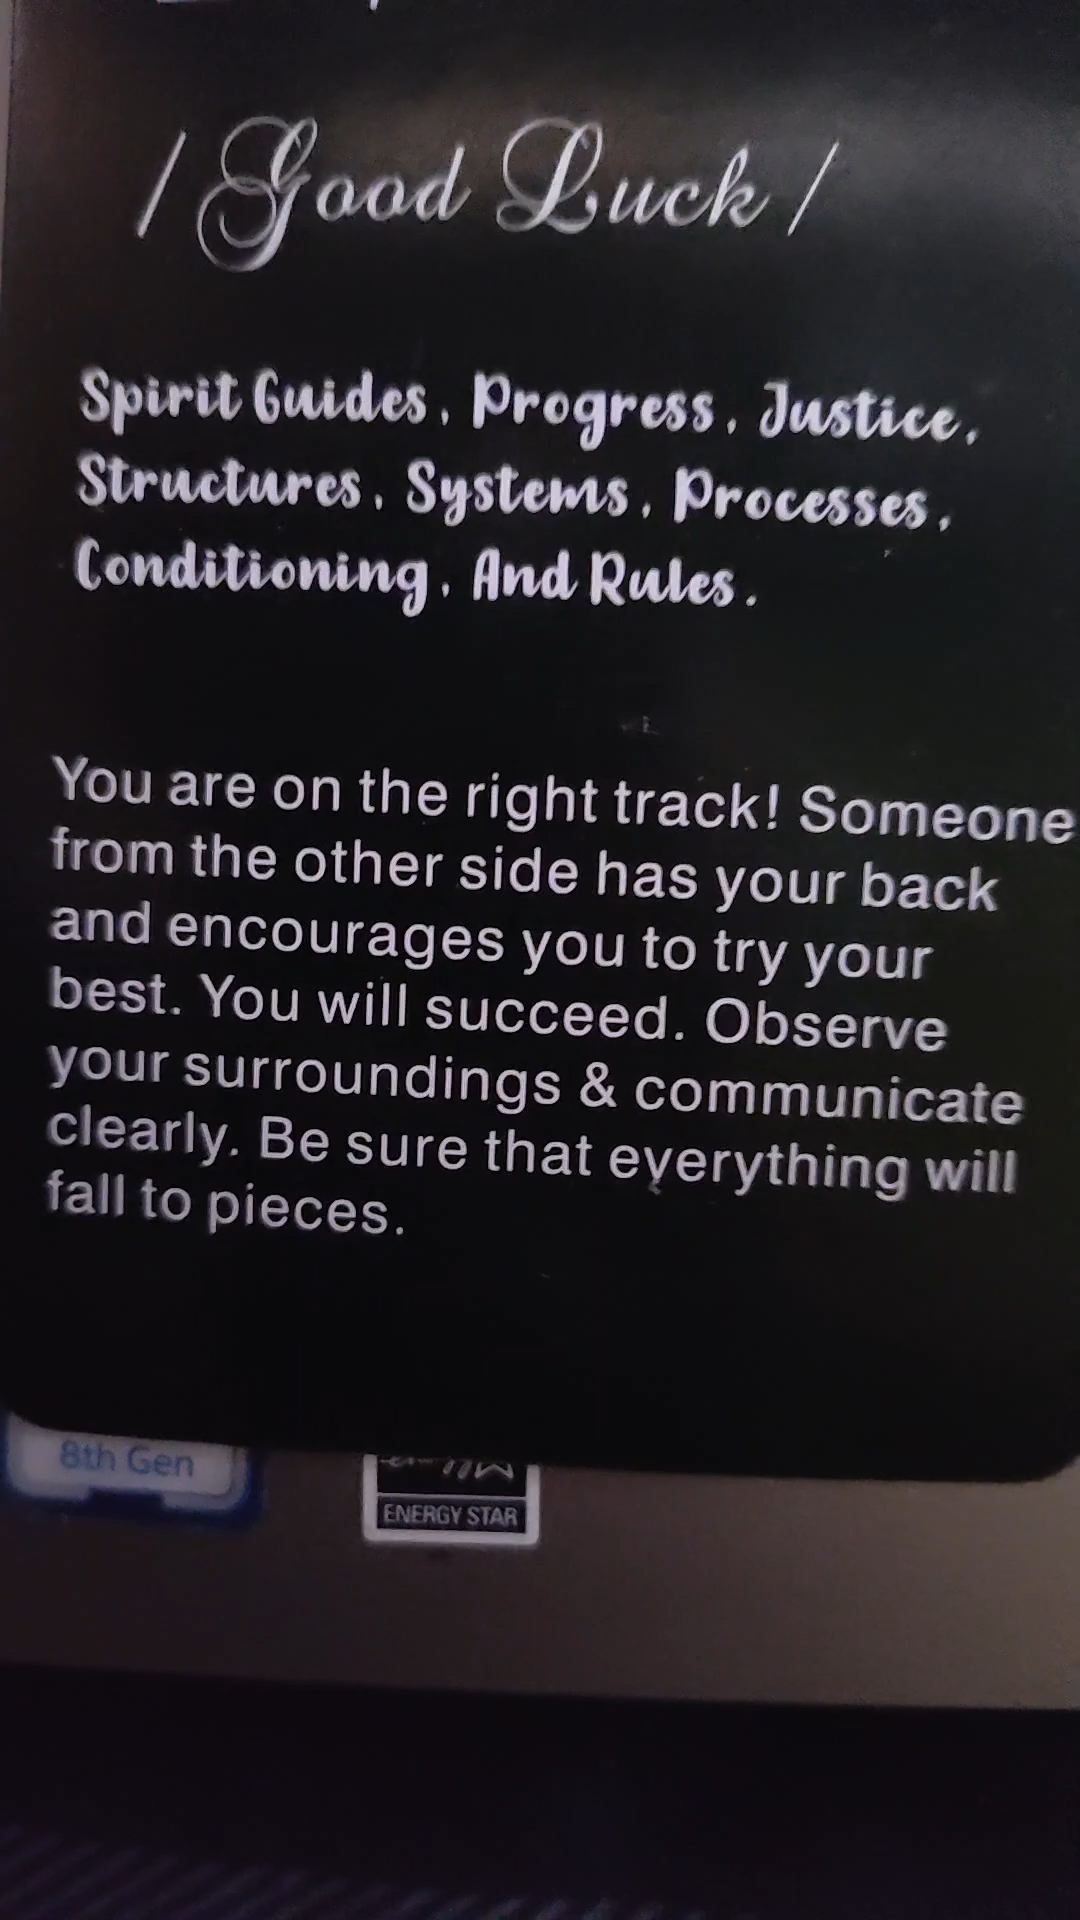 / Good Luck /
Spirit Guides, Progress, Justice,
Structures, Systems, Processes,
Conditioning, And Rules.
You are on the right track! Someone
from the other side has your back
and encourages you to try your
best. You will succeed. Observe
your surroundings & communicate
clearly. Be sure that everything will
fall to pieces.
8th Gen
ENERGY STAR